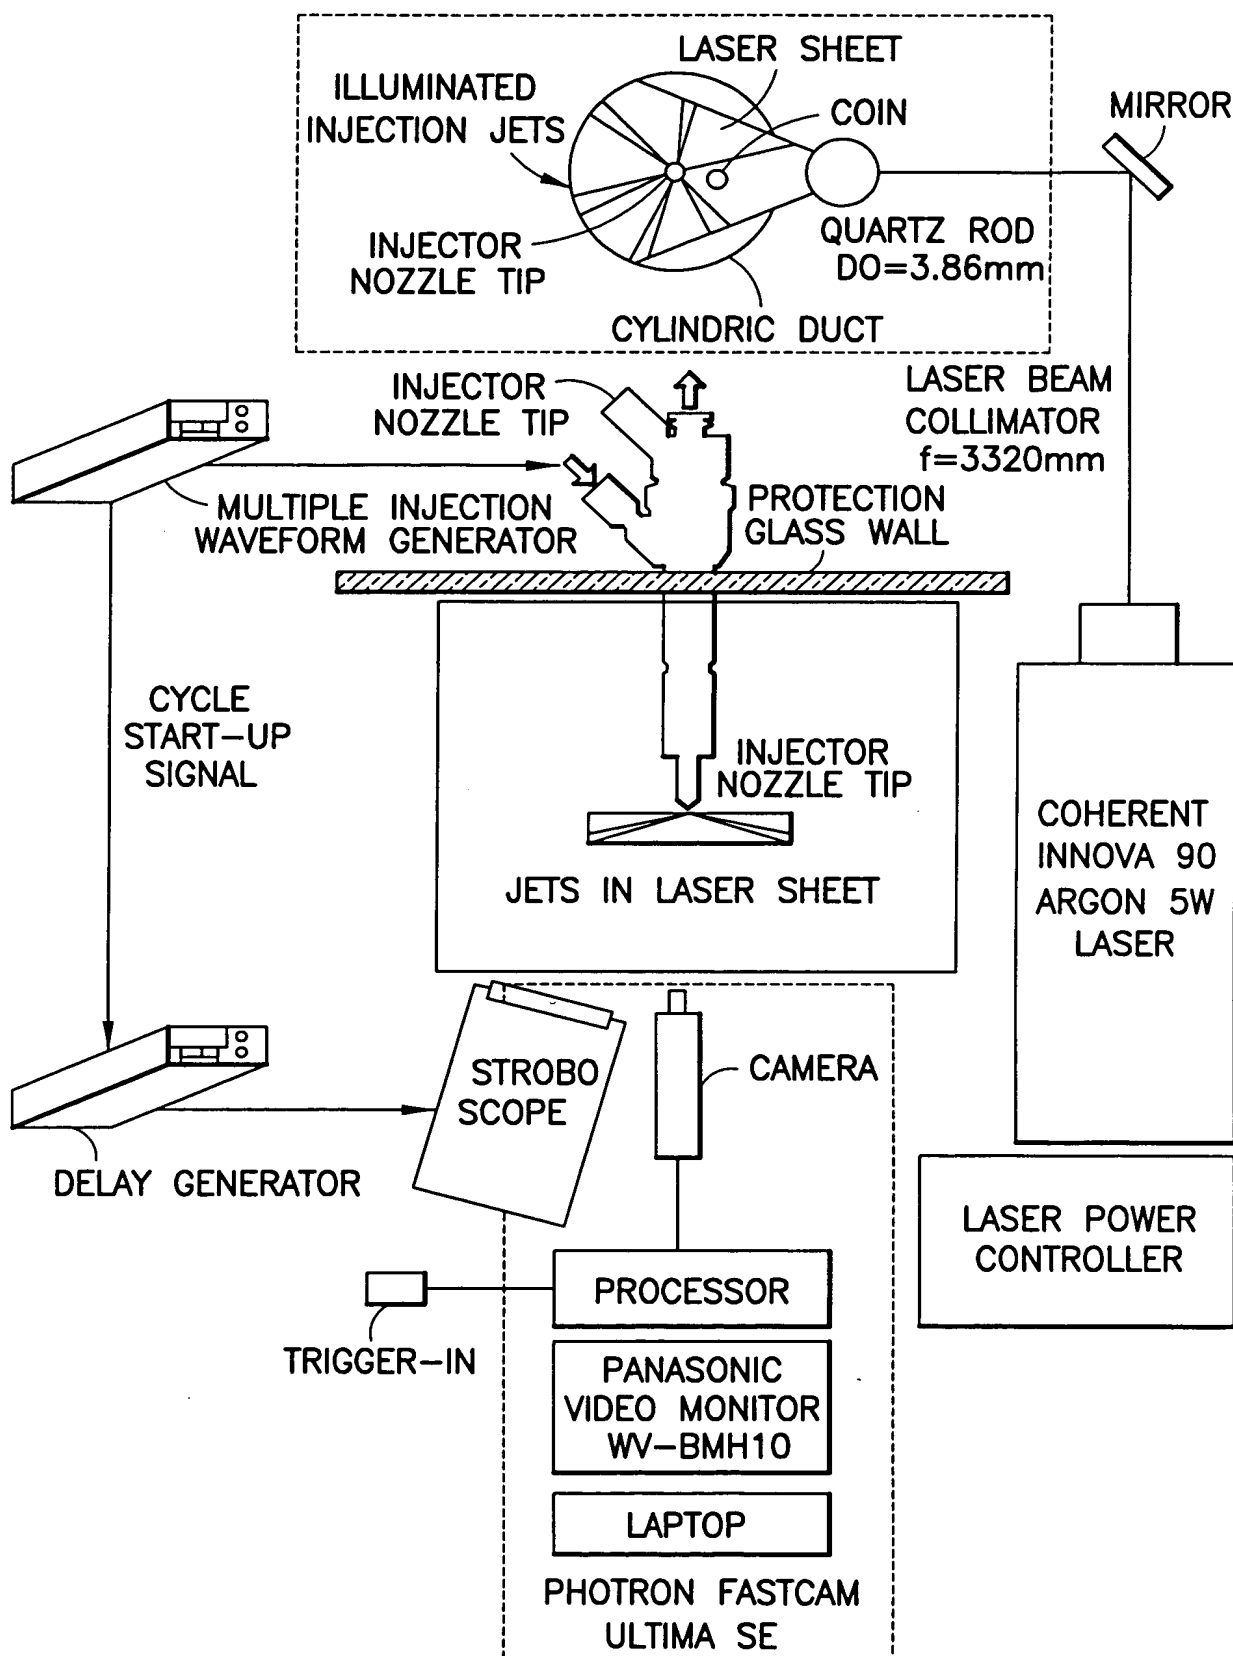 LASER SHEET
ILLUMINATED
INJECTION JETS
COIN
MIRROR
INJECTOR
NOZZLE TIP
QUARTZ ROD
DO=3.86mm
CYLINDRIC DUCT
INJECTOR
NOZZLE TIP
LASER BEAM
COLLIMATOR
f=3320mm
MULTIPLE INJECTION
WAVEFORM GENERATOR
PROTECTION
GLASS WALL
CYCLE
START-UP
SIGNAL
INJECTOR
NOZZLE TIP
JETS IN LASER SHEET
COHERENT
INNOVA 90
ARGON 5W
LASER
STROBO
SCOPE
CAMERA
DELAY GENERATOR
LASER POWER
CONTROLLER
PROCESSOR
TRIGGER-IN
PANASONIC
VIDEO MONITOR
WV-BMH10
LAPTOP
PHOTRON FASTCAM
ULTIMA SE